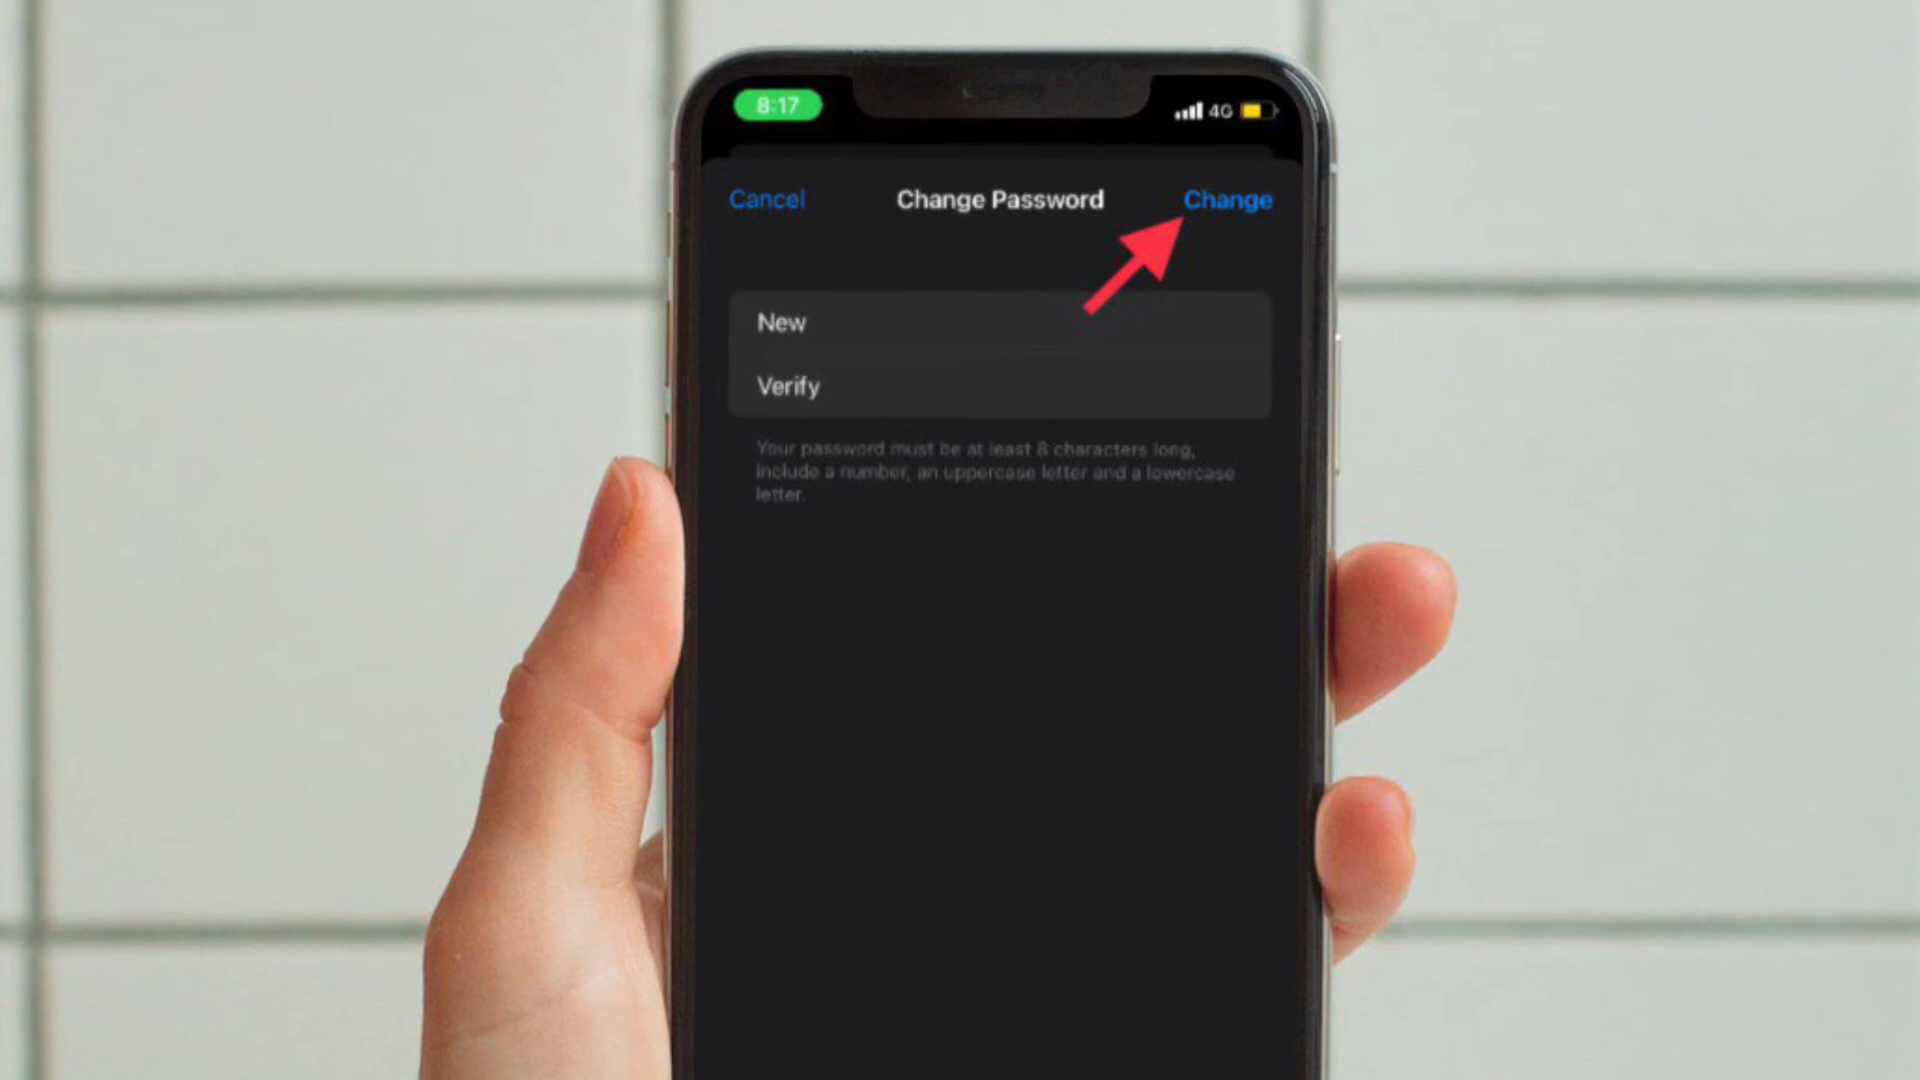 8:17
4G
Cancel
Change Password
Change
New
Verify
Your password must be at least 8 characters long,
include a number, an uppercase letter and a lowercase
letter.